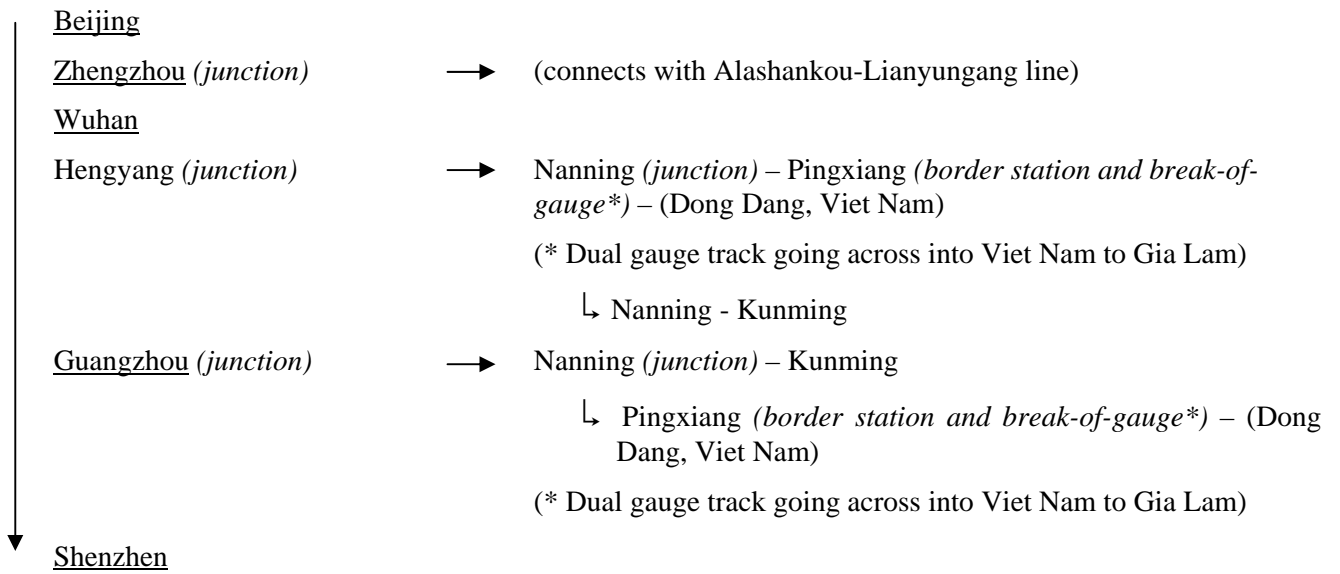 Beijing
Zhengzhou (junction) (connects with Alashankou-Lianyungang line)
Wuhan
Hengyang (junction) Nanning (junction) – Pingxiang (border station and break-of-
gauge*) – (Dong Dang, Viet Nam)
(* Dual gauge track going across into Viet Nam to Gia Lam)
Nanning - Kunming
Guangzhou (junction) Nanning (junction) – Kunming
Pingxiang (border station and break-of-gauge*) – (Dong
Dang, Viet Nam)
(* Dual gauge track going across into Viet Nam to Gia Lam)
Shenzhen